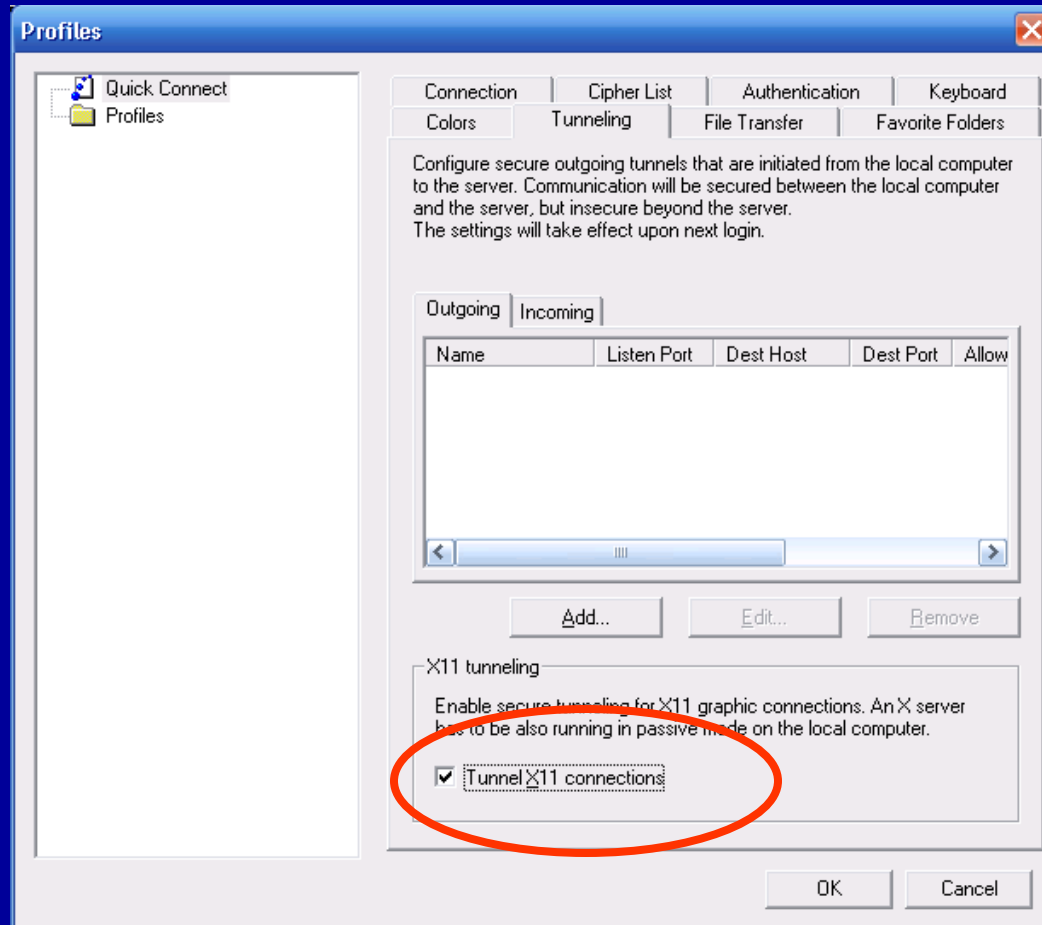 Profiles
Quick Connect
Profiles
Connection
Cipher List
Authentication
Keyboard
Colors
Tunneling
File Transfer
Favorite Folders
Configure secure outgoing tunnels that are initiated from the local computer
to the server. Communication will be secured between the local computer
and the server, but insecure beyond the server.
The settings will take effect upon next login.
Outgoing
Incoming
Name
Listen Port
Dest Host
Dest Port
Allow
Add...
Edit...
Remove
X11 tunneling
Enable secure tunneling for X11 graphic connections. An X server
has to be also running in passive mode on the local computer.
Tunnel X11 connections
OK
Cancel